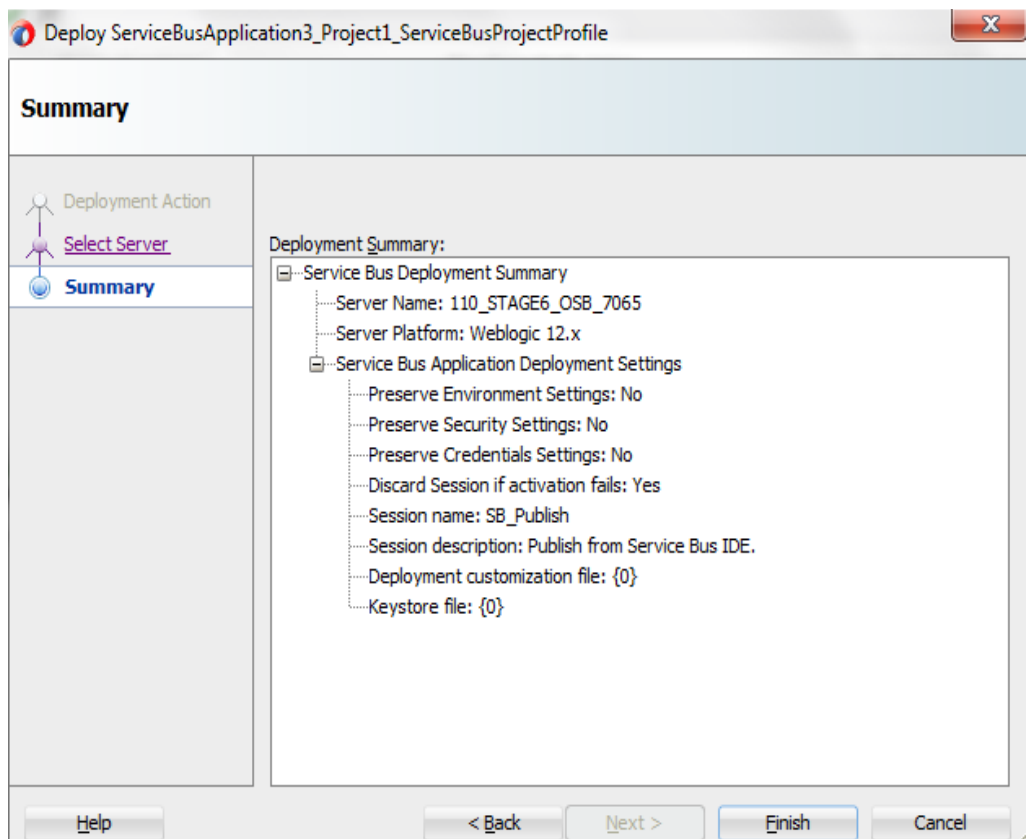 Deploy ServiceBusApplication3_Project1_ServiceBusProjectProfile
X
Summary
Deployment Action
Select Server
Summary
Deployment Summary:
Service Bus Deployment Summary
Server Name: 110_STAGE6_OSB_7065
Server Platform: Weblogic 12.x
Service Bus Application Deployment Settings
Preserve Environment Settings: No
Preserve Security Settings: No
Preserve Credentials Settings: No
Discard Session if activation fails: Yes
Session name: SB_Publish
Session description: Publish from Service Bus IDE.
Deployment customization file: {0}
Keystore file: {0}
Help
< Back
Next >
Finish
Cancel